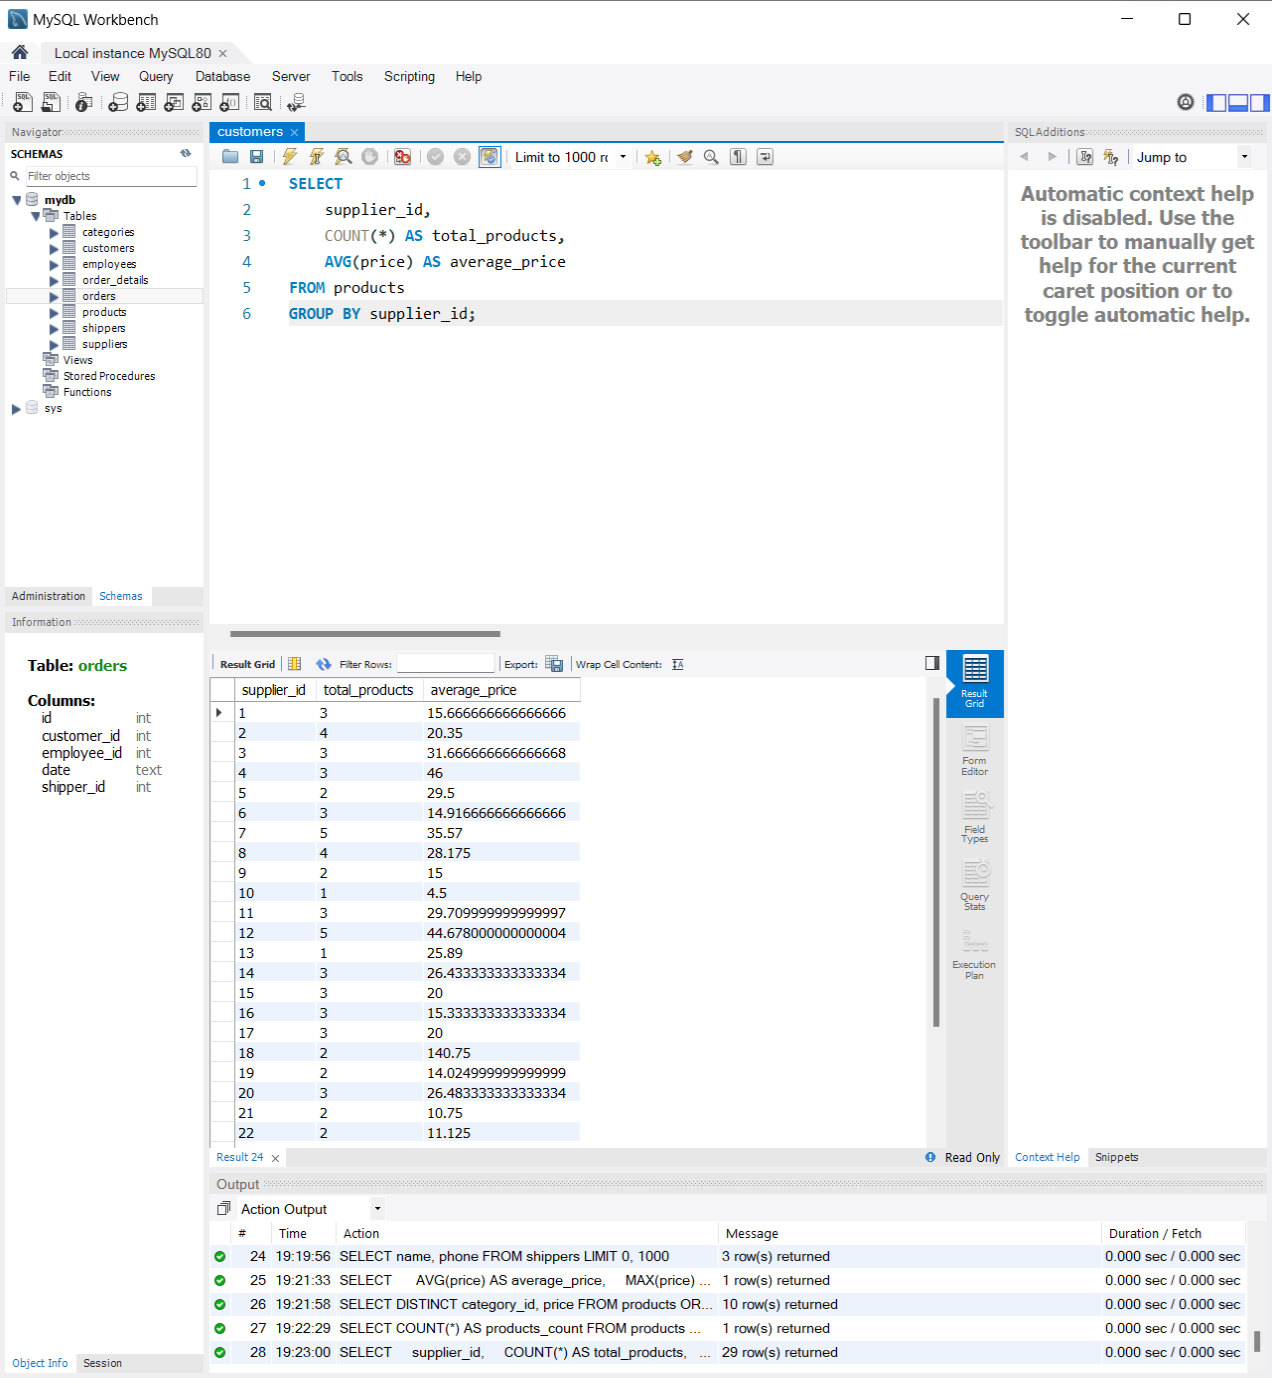 MySQL Workbench
Local instance MySQL80
File Edit View Query Database Server Tools Scripting Help
Navigator
SCHEMAS
Filter objects
mydb
Tables
categories
customers
employees
order_details
orders
products
shippers
suppliers
Views
Stored Procedures
Functions
sys
Administration Schemas
Information
Table: orders
Columns:
id int
customer_id int
employee_id int
date text
shipper_id int
Object Info Session
customers
Limit to 1000 r
1 SELECT
2 supplier_id,
3 COUNT(*) AS total_products,
4 AVG(price) AS average_price
5 FROM products
6 GROUP BY supplier_id;
Result Grid Filter Rows: Export: Wrap Cell Content:
supplier_id total_products average_price
1 3 15.666666666666666
2 4 20.35
3 3 31.666666666666668
4 3 46
5 2 29.5
6 3 14.916666666666666
7 5 35.57
8 4 28.175
9 2 15
10 1 4.5
11 3 29.709999999999997
12 5 44.678000000000004
13 1 25.89
14 3 26.433333333333334
15 3 20
16 3 15.333333333333334
17 3 20
18 2 140.75
19 2 14.024999999999999
20 3 26.483333333333334
21 2 10.75
22 2 11.125
Result Grid
Form Editor
Field Types
Query Stats
Execution Plan
Result 24
Read Only
SQLAdditions
Jump to
Automatic context help
is disabled. Use the
toolbar to manually get
help for the current
caret position or to
toggle automatic help.
Context Help Snippets
Output
Action Output
# Time Action Message Duration / Fetch
24 19:19:56 SELECT name, phone FROM shippers LIMIT 0, 1000 3 row(s) returned 0.000 sec / 0.000 sec
25 19:21:33 SELECT AVG(price) AS average_price, MAX(price) ... 1 row(s) returned 0.000 sec / 0.000 sec
26 19:21:58 SELECT DISTINCT category_id, price FROM products OR... 10 row(s) returned 0.000 sec / 0.000 sec
27 19:22:29 SELECT COUNT(*) AS products_count FROM products ... 1 row(s) returned 0.000 sec / 0.000 sec
28 19:23:00 SELECT supplier_id, COUNT(*) AS total_products, ... 29 row(s) returned 0.000 sec / 0.000 sec